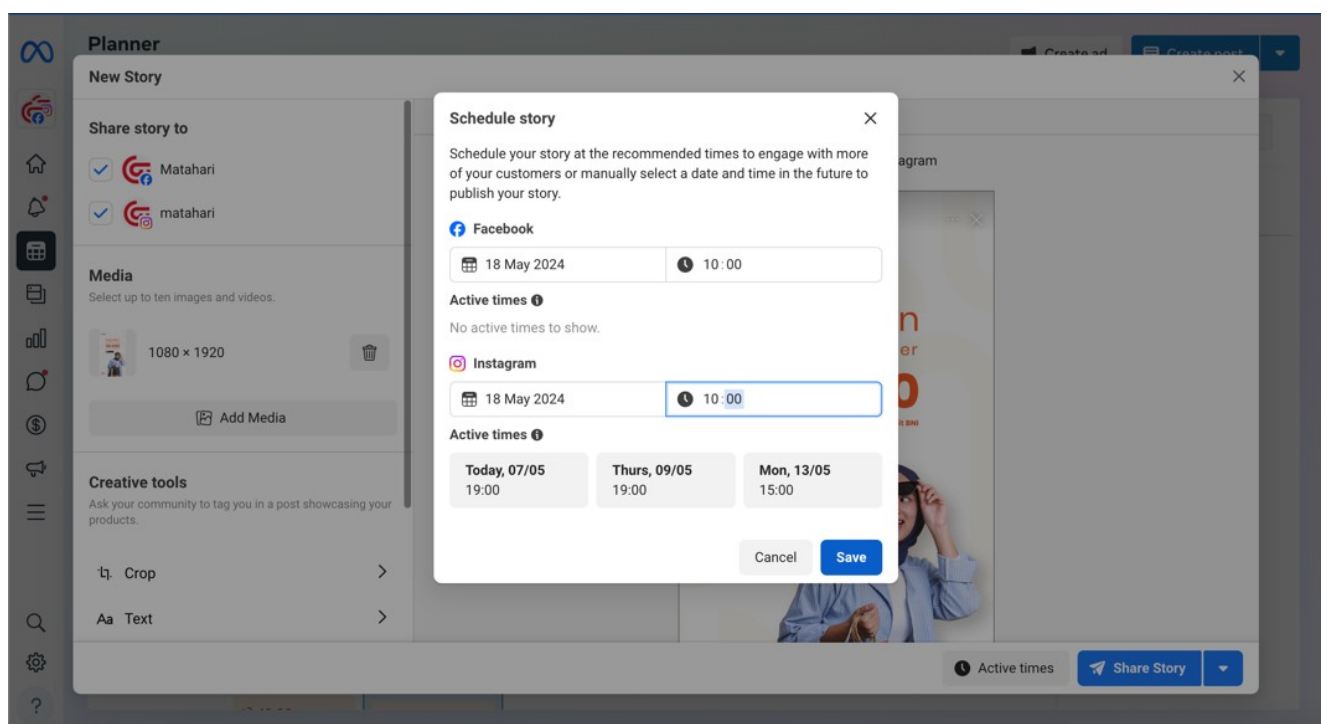 Planner
Create ad
Create post
New Story
Share story to
Matahari
matahari
Media
Select up to ten images and videos.
1080 × 1920
Add Media
Creative tools
Ask your community to tag you in a post showcasing your
products.
Crop
Aa Text
Schedule story
Schedule your story at the recommended times to engage with more
of your customers or manually select a date and time in the future to
publish your story.
Facebook
18 May 2024
10:00
Active times
No active times to show.
Instagram
18 May 2024
10:00
Active times
Today, 07/05
19:00
Thurs, 09/05
19:00
Mon, 13/05
15:00
Cancel
Save
agram
n
er
0
Active times
Share Story